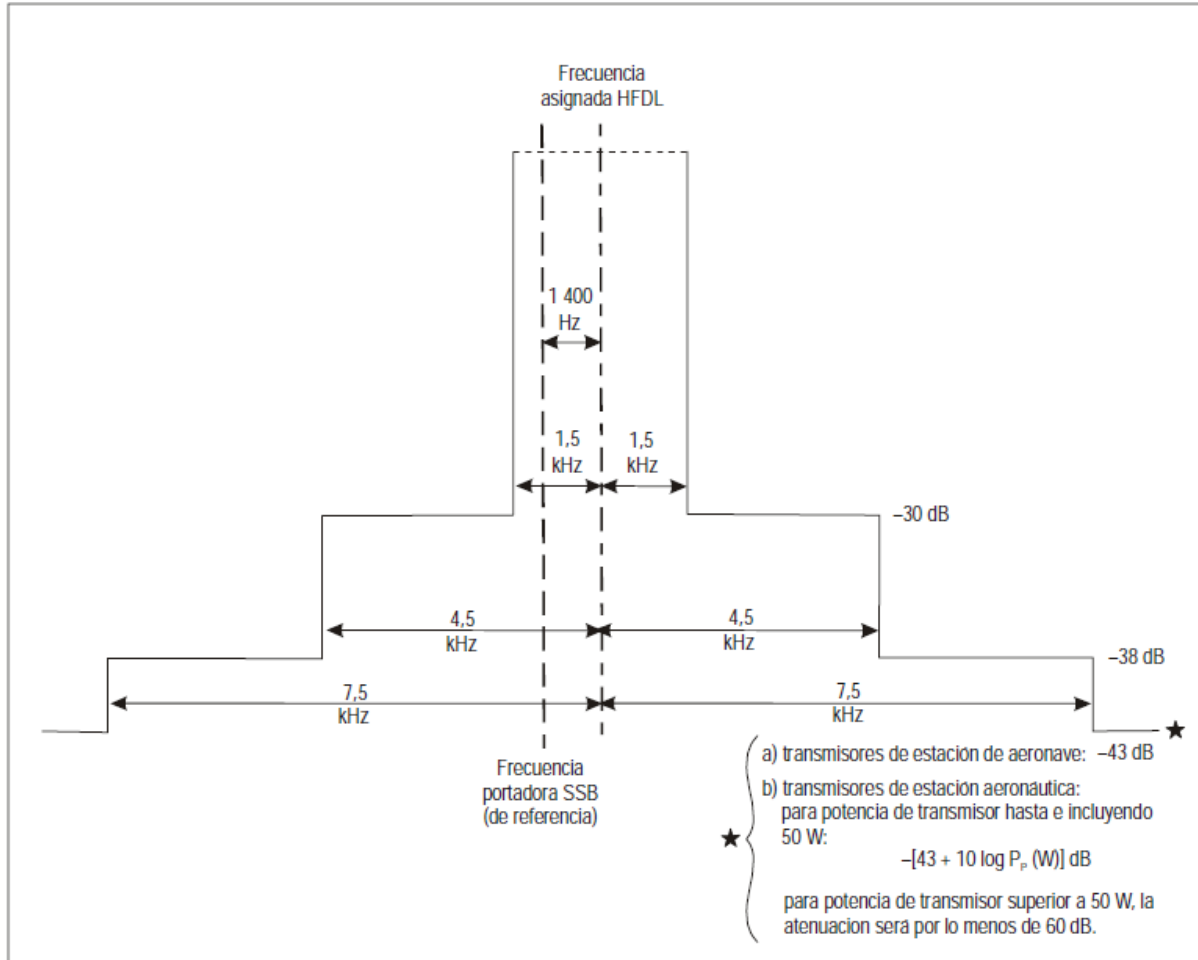 Frecuencia
asignada HFDL
1 400
Hz
1,5
kHz
1,5
kHz
–30 dB
4,5
kHz
4,5
kHz
–38 dB
7,5
kHz
7,5
kHz
★
Frecuencia
portadora SSB
(de referencia)
★
a) transmisores de estación de aeronave: –43 dB
b) transmisores de estación aeronáutica:
para potencia de transmisor hasta e incluyendo
50 W:
–[43 + 10 log Pₚ (W)] dB
para potencia de transmisor superior a 50 W, la
atenuacion será por lo menos de 60 dB.